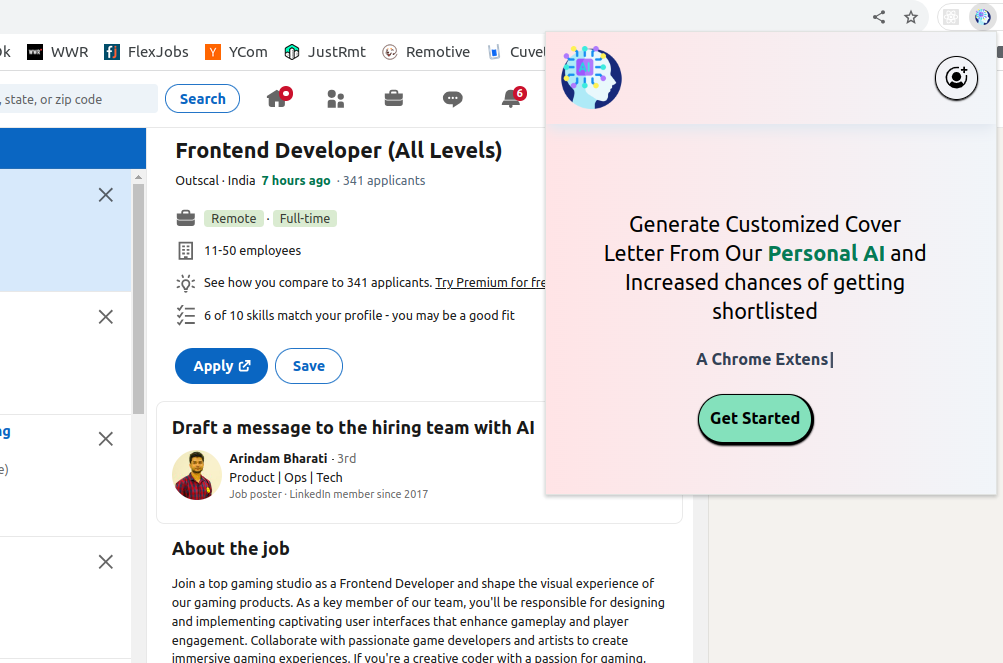 WWR
FlexJobs
YCom
JustRmt
Remotive
, state, or zip code
Search
6
Frontend Developer (All Levels)
Outscal · India 7 hours ago · 341 applicants
Remote · Full-time
11-50 employees
See how you compare to 341 applicants. Try Premium for fre
6 of 10 skills match your profile - you may be a good fit
Apply
Save
Draft a message to the hiring team with AI
Arindam Bharati · 3rd
Product | Ops | Tech
Job poster · LinkedIn member since 2017
About the job
Join a top gaming studio as a Frontend Developer and shape the visual experience of
our gaming products. As a key member of our team, you'll be responsible for designing
and implementing captivating user interfaces that enhance gameplay and player
engagement. Collaborate with passionate game developers and artists to create
immersive gaming experiences. If you're a creative coder with a passion for gaming,
AI
Generate Customized Cover
Letter From Our Personal AI and
Increased chances of getting
shortlisted
A Chrome Extens|
Get Started